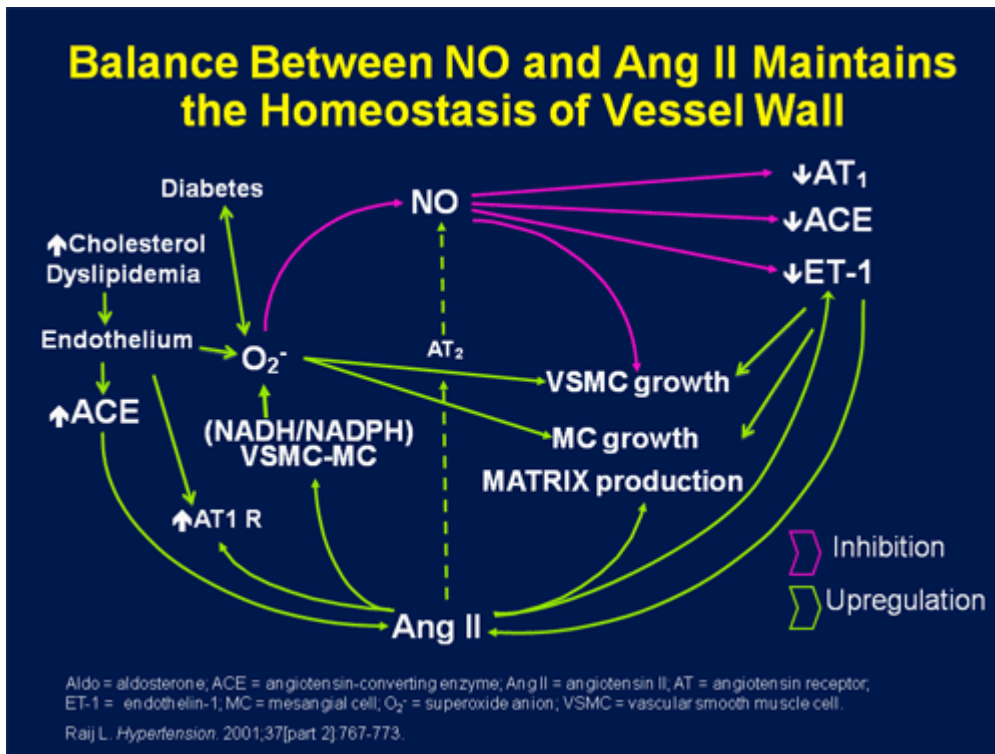 Balance Between NO and Ang II Maintains
the Homeostasis of Vessel Wall
Diabetes
↑Cholesterol
Dyslipidemia
Endothelium
↑ACE
↑AT1 R
O₂⁻
(NADH/NADPH)
VSMC-MC
NO
AT₂
Ang II
↓AT₁
↓ACE
↓ET-1
VSMC growth
MC growth
MATRIX production
Inhibition
Upregulation
Aldo = aldosterone; ACE = angiotensin-converting enzyme; Ang II = angiotensin II; AT = angiotensin receptor;
ET-1 = endothelin-1; MC = mesangial cell; O₂⁻ = superoxide anion; VSMC = vascular smooth muscle cell.
Raij L. Hypertension. 2001;37[part 2]:767-773.